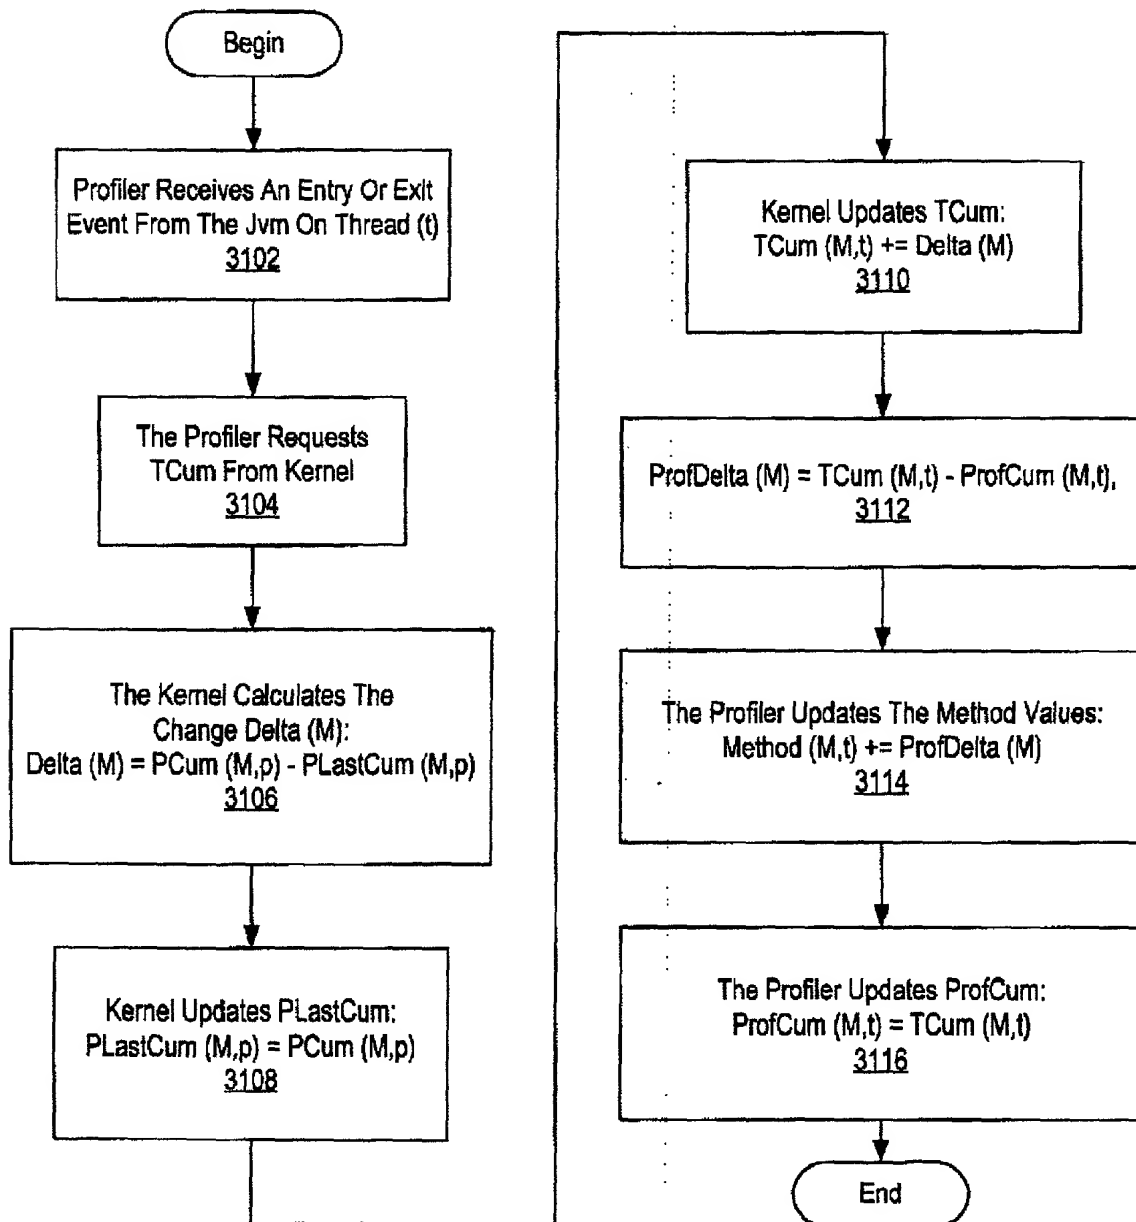 Begin
Profiler Receives An Entry Or Exit
Event From The Jvm On Thread (t)
3102
The Profiler Requests
TCum From Kernel
3104
The Kernel Calculates The
Change Delta (M):
Delta (M) = PCum (M,p) - PLastCum (M,p)
3106
Kernel Updates PLastCum:
PLastCum (M,p) = PCum (M,p)
3108
Kernel Updates TCum:
TCum (M,t) += Delta (M)
3110
ProfDelta (M) = TCum (M,t) - ProfCum (M,t),
3112
The Profiler Updates The Method Values:
Method (M,t) += ProfDelta (M)
3114
The Profiler Updates ProfCum:
ProfCum (M,t) = TCum (M,t)
3116
End